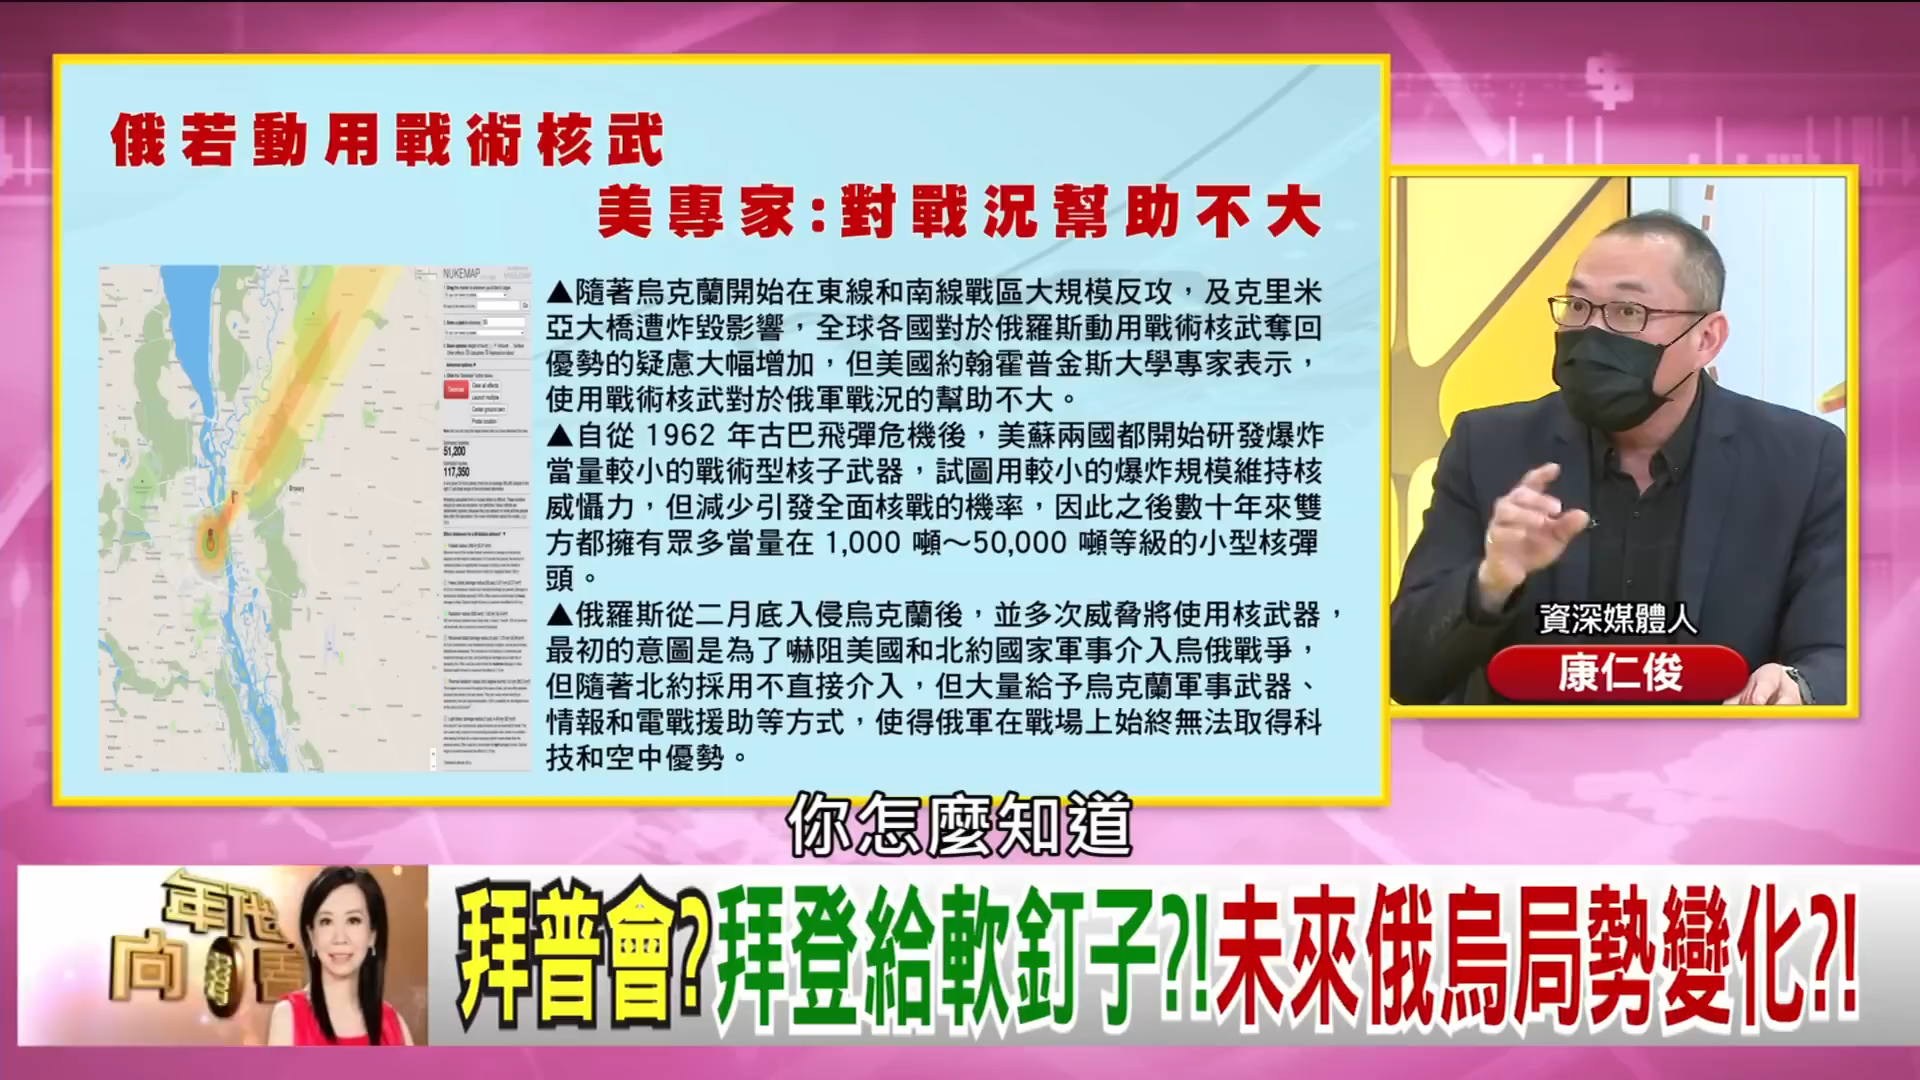 俄若動用戰術核武
美專家:對戰況幫助不大
▲隨著烏克蘭開始在東線和南線戰區大規模反攻，及克里米
亞大橋遭炸毀影響，全球各國對於俄羅斯動用戰術核武奪回
優勢的疑慮大幅增加，但美國約翰霍普金斯大學專家表示，
使用戰術核武對於俄軍戰況的幫助不大。
▲自從 1962 年古巴飛彈危機後，美蘇兩國都開始研發爆炸
當量較小的戰術型核子武器，試圖用較小的爆炸規模維持核
威懾力，但減少引發全面核戰的機率，因此之後數十年來雙
方都擁有眾多當量在 1,000 噸～50,000 噸等級的小型核彈
頭。
▲俄羅斯從二月底入侵烏克蘭後，並多次威脅將使用核武器，
最初的意圖是為了嚇阻美國和北約國家軍事介入烏俄戰爭，
但隨著北約採用不直接介入，但大量給予烏克蘭軍事武器、
情報和電戰援助等方式，使得俄軍在戰場上始終無法取得科
技和空中優勢。
NUKEMAP
51,200
117,350
Brovary
資深媒體人
康仁俊
你怎麼知道
年代
向錢看
拜普會?拜登給軟釘子?!未來俄烏局勢變化?!